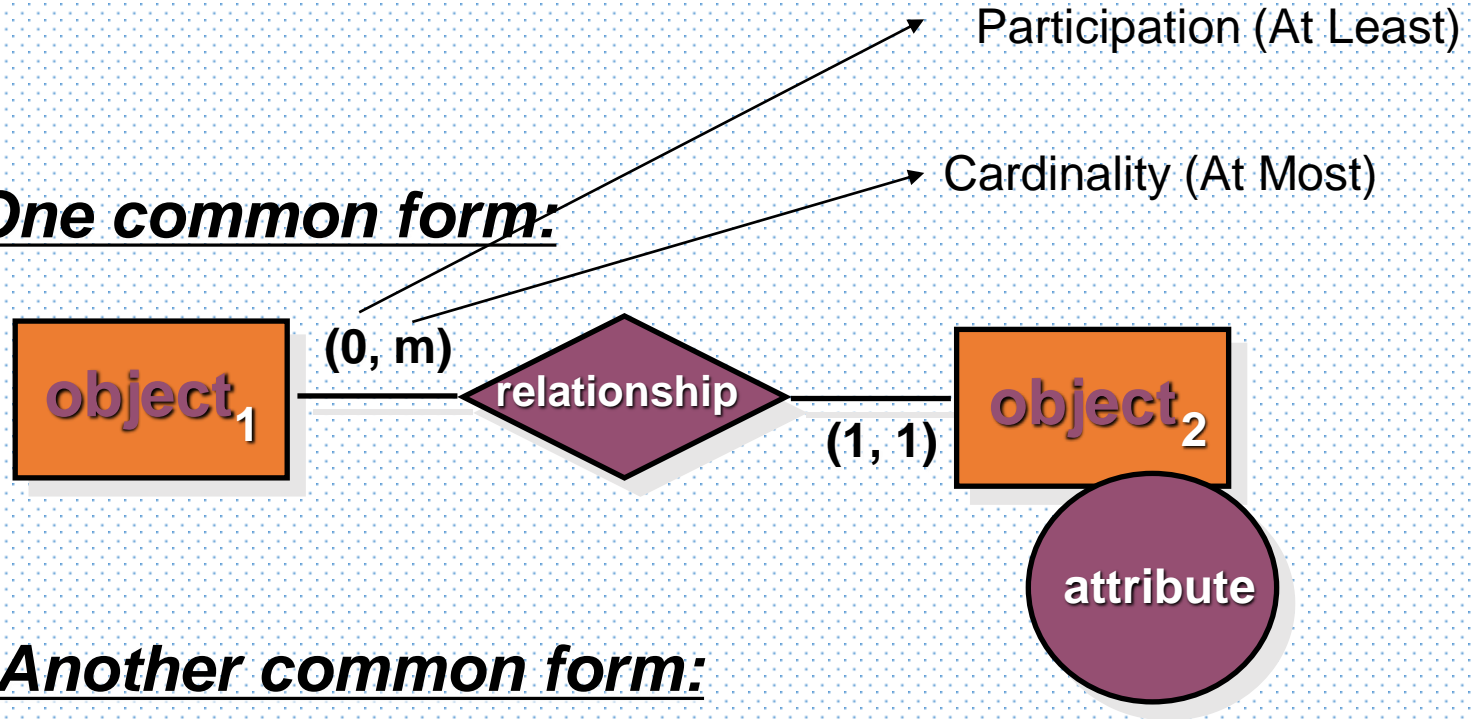 Participation (At Least)
Cardinality (At Most)
One common form:
(0, m)
object1
relationship
object2
(1, 1)
attribute
Another common form: